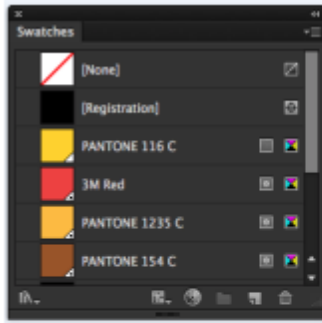 Swatches
[None]
[Registration]
PANTONE 116 C
3M Red
PANTONE 1235 C
PANTONE 154 C